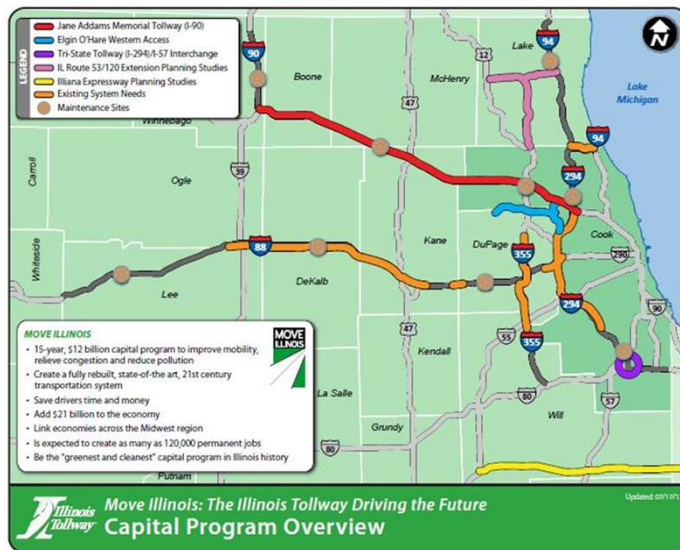 LEGEND
Jane Addams Memorial Tollway (I-90)
Elgin O'Hare Western Access
Tri-State Tollway (I-294)/I-57 Interchange
IL Route 53/120 Extension Planning Studies
Illiana Expressway Planning Studies
Existing System Needs
Maintenance Sites
N
90
Boone
McHenry
12
Lake
94
Lake
Michigan
47
Winnebago
94
Carroll
39
Ogle
294
Whiteside
88
Kane
DuPage
Cook
355
290
Lee
DeKalb
294
90
47
55
355
Kendall
57
80
La Salle
Will
Grundy
80
Putnam
MOVE ILLINOIS
MOVE
ILLINOIS
• 15-year, $12 billion capital program to improve mobility,
relieve congestion and reduce pollution
• Create a fully rebuilt, state-of-the art, 21st century
transportation system
• Save drivers time and money
• Add $21 billion to the economy
• Link economies across the Midwest region
• Is expected to create as many as 120,000 permanent jobs
• Be the "greenest and cleanest" capital program in Illinois history
Illinois
Tollway
Move Illinois: The Illinois Tollway Driving the Future
Capital Program Overview
Updated: